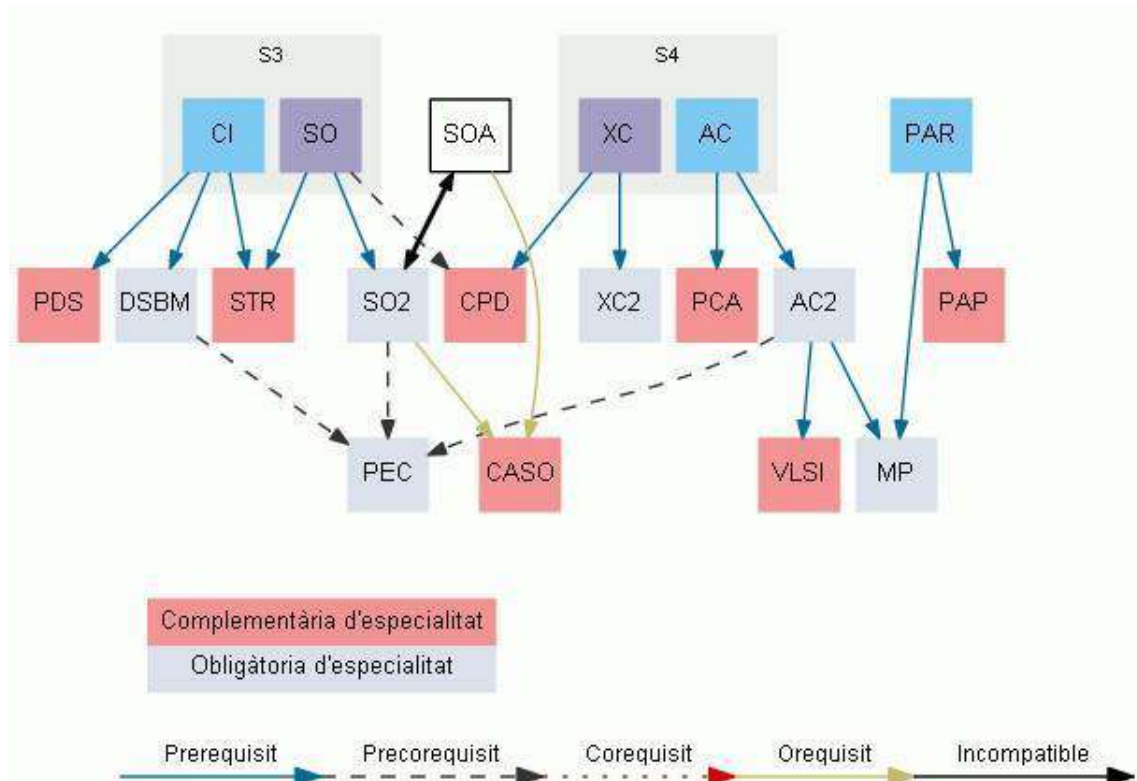 S3
S4
CI
SO
SOA
XC
AC
PAR
PDS
DSBM
STR
SO2
CPD
XC2
PCA
AC2
PAP
PEC
CASO
VLSI
MP
Complementària d'especialitat
Obligàtoria d'especialitat
Prerequisit
Precorequisit
Corequisit
Orequisit
Incompatible